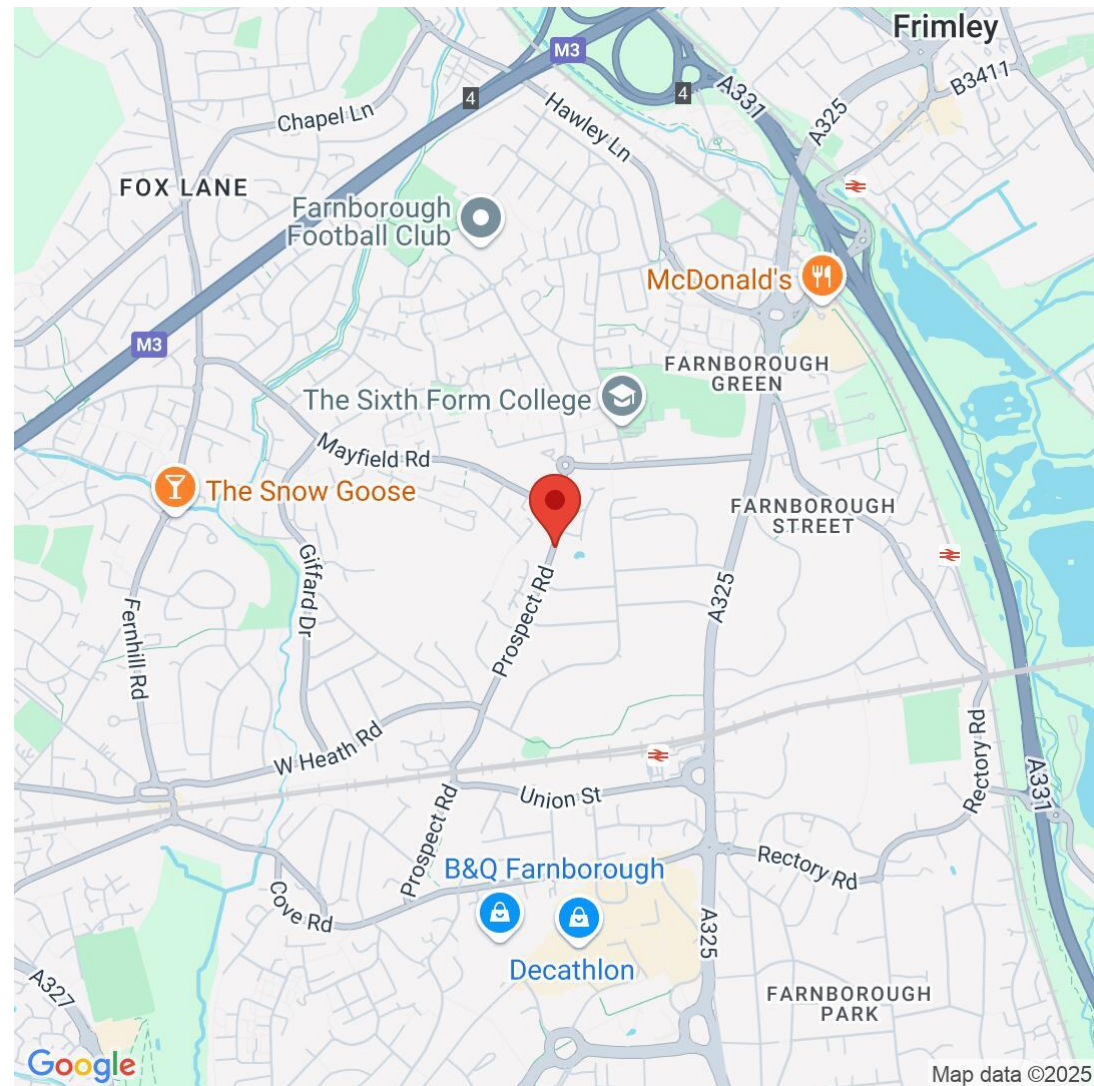 Frimley
M3
B3411
4
4
A331
A325
Chapel Ln
Hawley Ln
FOX LANE
Farnborough
Football Club
McDonald's
M3
FARNBOROUGH
GREEN
The Sixth Form College
Mayfield Rd
The Snow Goose
FARNBOROUGH
STREET
Giffard Dr
Prospect Rd
A325
Fernhill Rd
W Heath Rd
Rectory Rd
A331
Union St
Prospect Rd
B&Q Farnborough
Rectory Rd
Cove Rd
A325
Decathlon
A327
FARNBOROUGH
PARK
Google
Map data ©2025